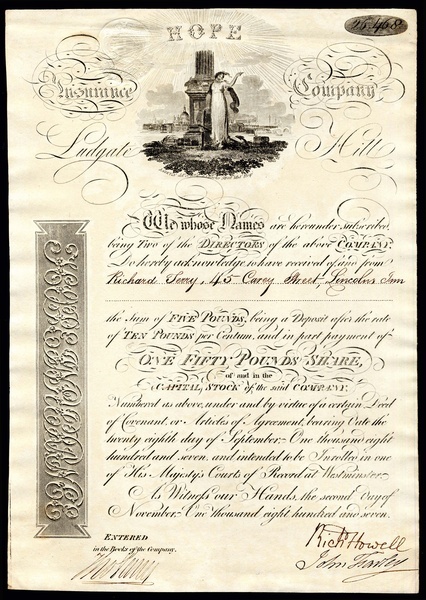 HOPE
26,468
Insurance Company
Ludgate Hill
We whose Names are hereunder subscribed
being Two of the DIRECTORS of the above COMPANY,
Do hereby acknowledge to have received of and from
Richard 45 Carey Street, Lincolns Inn
the Sum of FIVE POUNDS, being a Deposit after the rate
of TEN POUNDS per Centum, and in part payment of
ONE FIFTY POUNDS SHARE,
of and in the
CAPITAL STOCK of the said COMPANY,
Numbered as above, under and by virtue of a certain Deed
of Covenant, or Articles of Agreement, bearing Date the
twenty eighth day of September One thousand eight
hundred and seven, and intended to be Inrolled in one
of His Majesty's Courts of Record at Westminster.
As Witness our Hands, the second day of
November One thousand eight hundred and seven.
ENTERED
in the Books of the Company.
Richd Howell
John